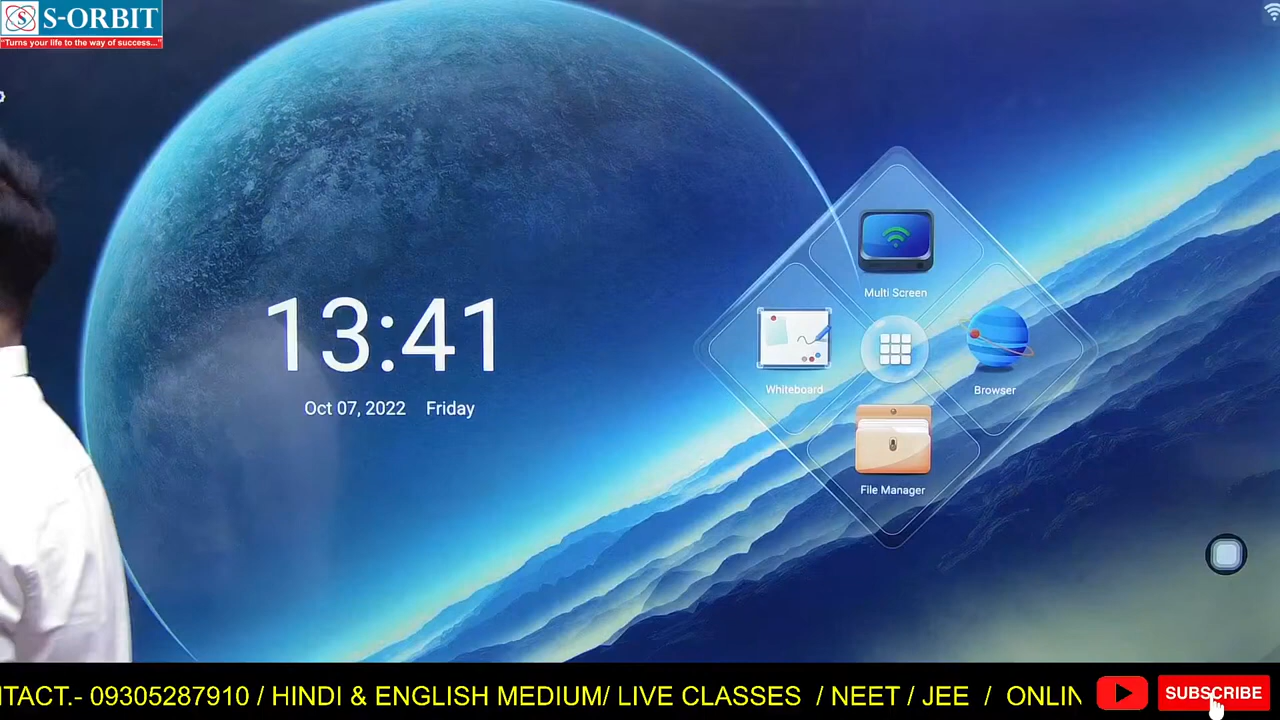 S-ORBIT
"Turns your life to the way of success..."
13:41
Oct 07, 2022 Friday
Multi Screen
Whiteboard
Browser
File Manager
NTACT.- 09305287910 / HINDI & ENGLISH MEDIUM/ LIVE CLASSES / NEET / JEE / ONLIN
SUBSCRIBE